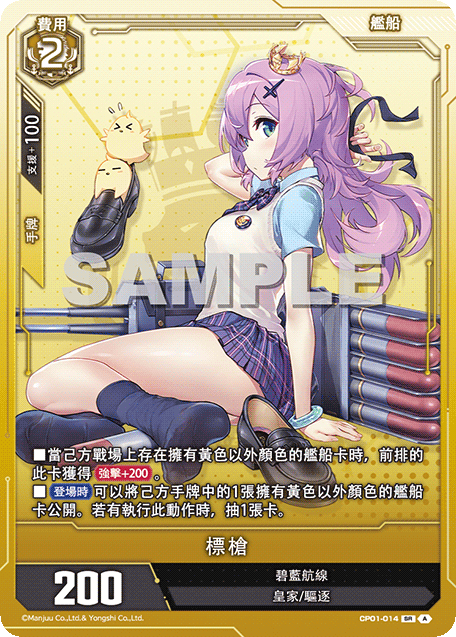 費用
2
艦船
支援+100
手牌
SAMPLE
■當己方戰場上存在擁有黃色以外顏色的艦船卡時，前排的
此卡獲得 強擊+200 。
■ 登場時 可以將己方手牌中的1張擁有黃色以外顏色的艦船
卡公開。若有執行此動作時，抽1張卡。
標槍
200
碧藍航線
皇家/驅逐
©Manjuu Co.,Ltd.& Yongshi Co.,Ltd.
CP01-014 SR A